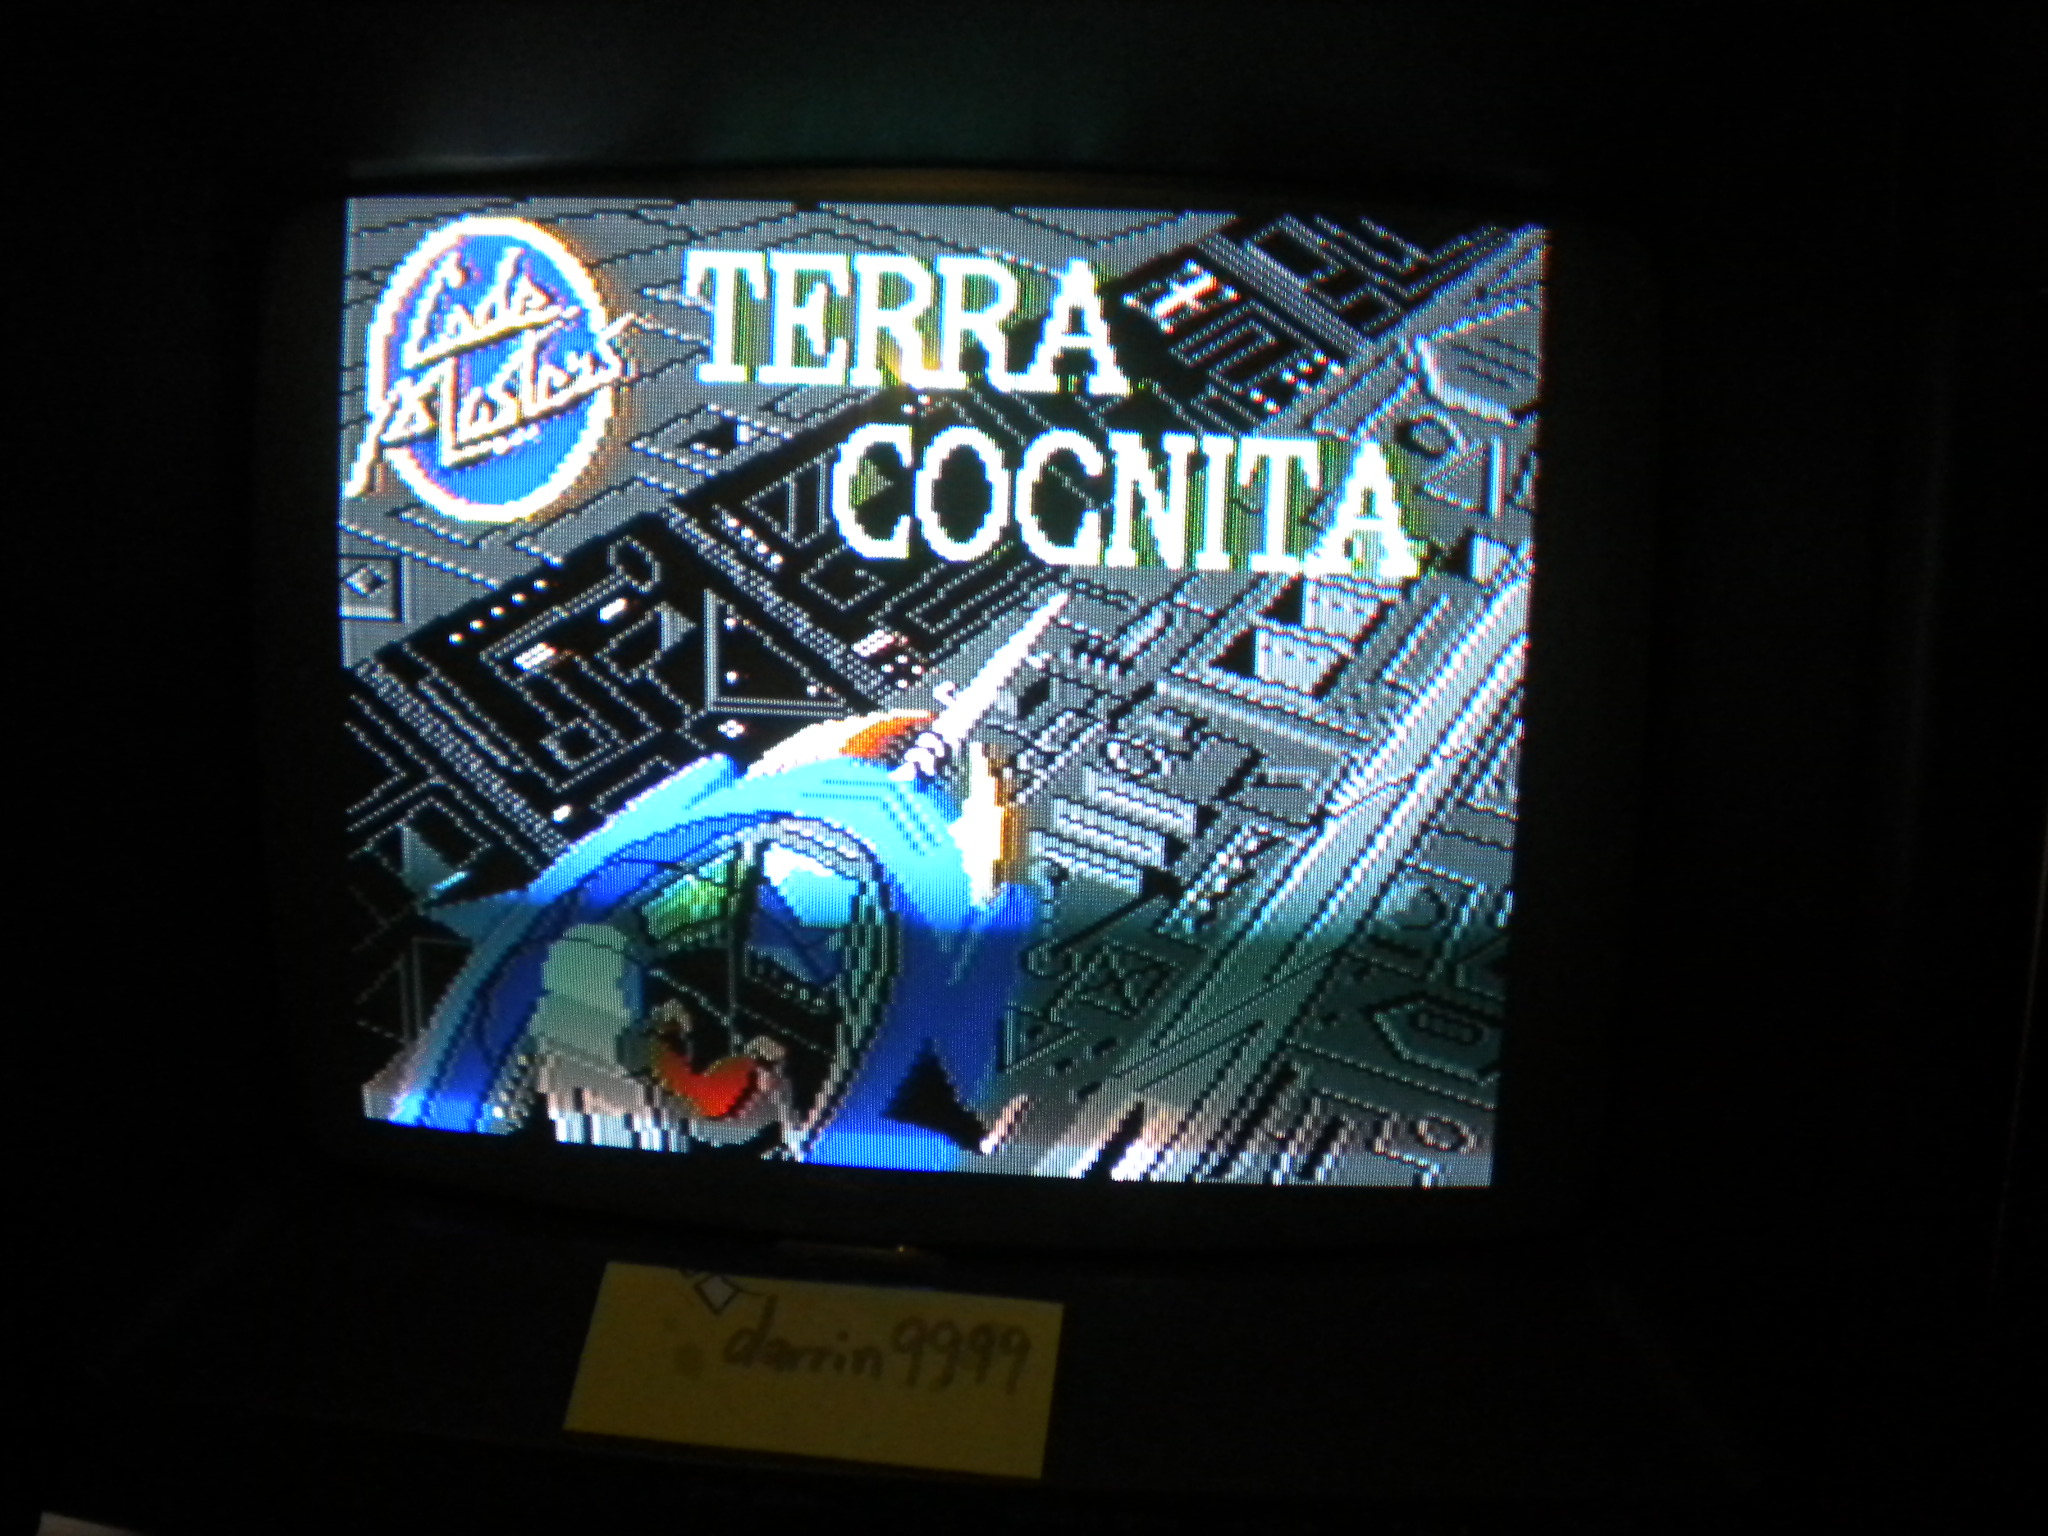 Code
Masters
TERRA
COGNITA
darrin9999